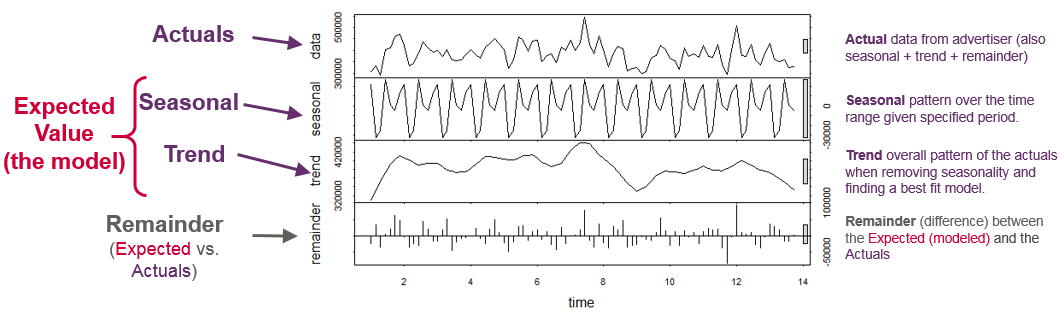 Actuals
Seasonal
Expected
Value
(the model)
Trend
Remainder
(Expected vs.
Actuals)
data
300000 500000
seasonal
-30000 0
trend
320000 420000
remainder
-50000 100000
2 4 6 8 10 12 14
time
Actual data from advertiser (also
seasonal + trend + remainder)
Seasonal pattern over the time
range given specified period.
Trend overall pattern of the actuals
when removing seasonality and
finding a best fit model.
Remainder (difference) between
the Expected (modeled) and the
Actuals